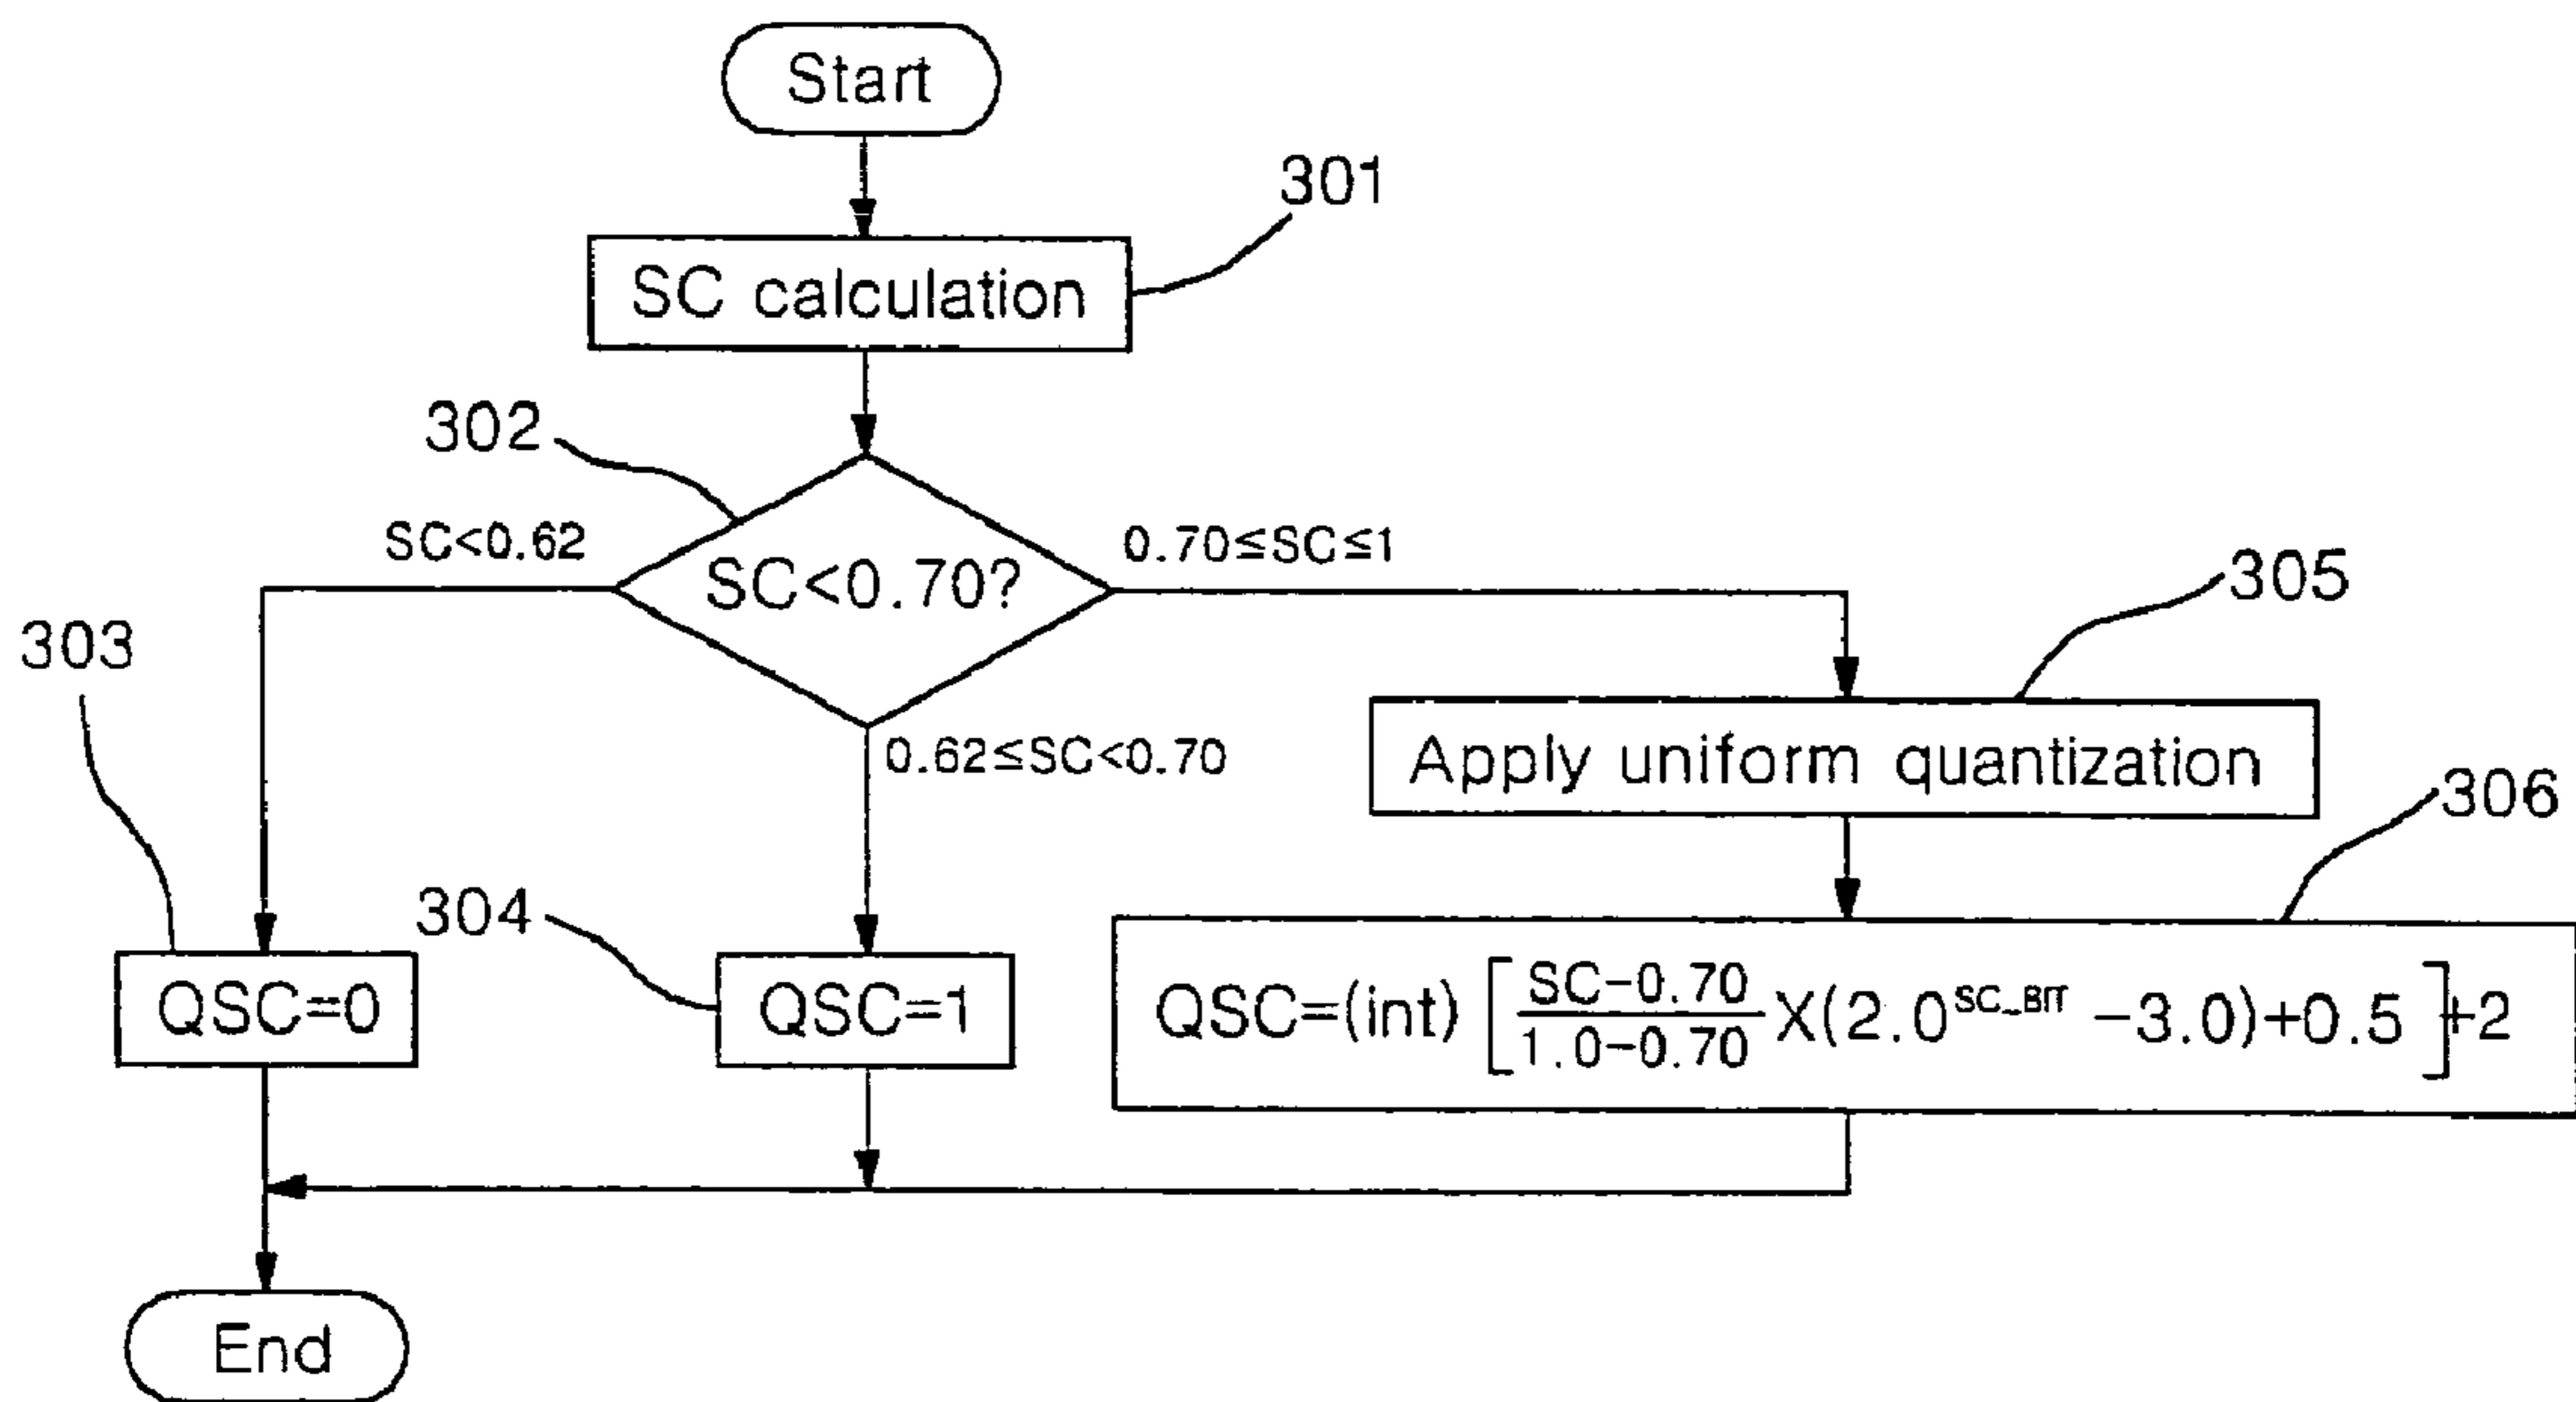 Start
301
SC calculation
302
SC<0.62
SC<0.70?
0.70≦SC≦1
305
303
0.62≦SC<0.70
Apply uniform quantization
306
304
QSC=0
QSC=1
QSC=(int) [SC-0.70/1.0-0.70 X(2.0^SC_BIT -3.0)+0.5 ]+2
End